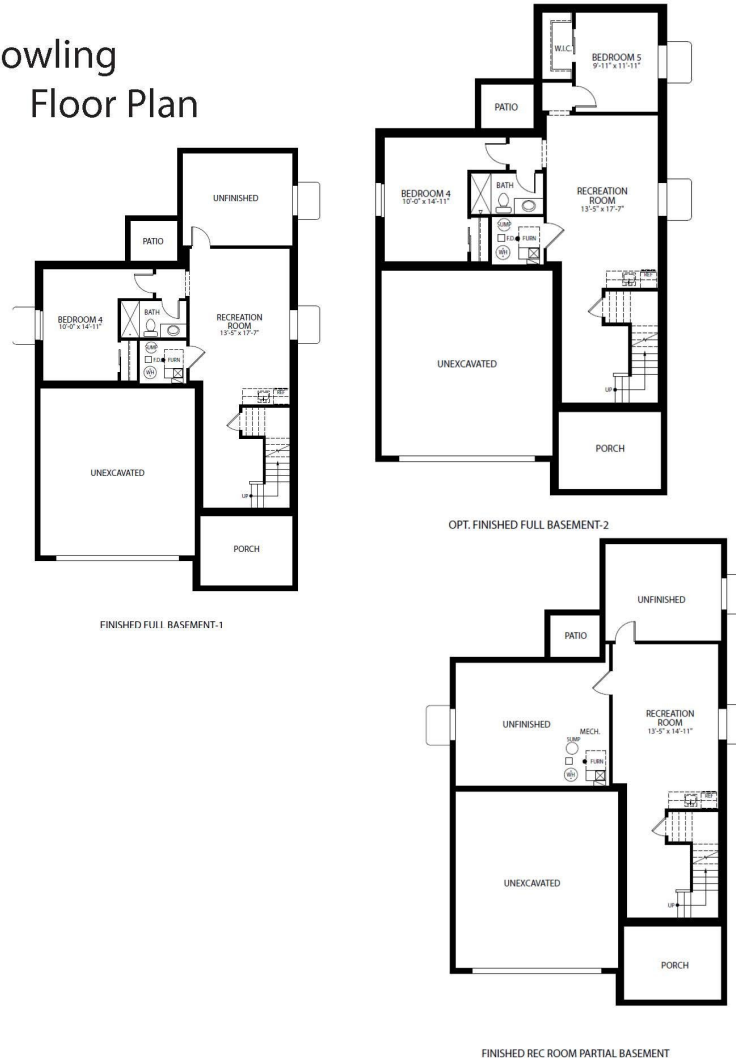 owling
Floor Plan
UNFINISHED
PATIO
BEDROOM 4
10'-0" x 14'-11"
BATH
RECREATION
ROOM
13'-5" x 17'-7"
SUMP
F.D.
FURN
WH
REF
UNEXCAVATED
UP
PORCH
FINISHED FULL BASEMENT-1
W.I.C.
BEDROOM 5
9'-11" x 11'-11"
PATIO
BEDROOM 4
10'-0" x 14'-11"
BATH
RECREATION
ROOM
13'-5" x 17'-7"
SUMP
F.D.
FURN
WH
REF
UNEXCAVATED
UP
PORCH
OPT. FINISHED FULL BASEMENT-2
UNFINISHED
PATIO
UNFINISHED
RECREATION
ROOM
13'-5" x 14'-11"
MECH.
SUMP
FURN
WH
REF
UNEXCAVATED
UP
PORCH
FINISHED REC ROOM PARTIAL BASEMENT